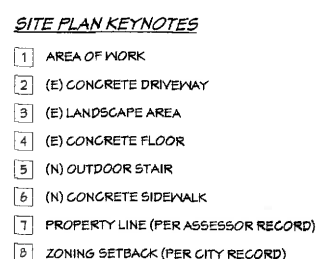 SITE PLAN KEYNOTES
1 AREA OF WORK
2 (E) CONCRETE DRIVEWAY
3 (E) LANDSCAPE AREA
4 (E) CONCRETE FLOOR
5 (N) OUTDOOR STAIR
6 (N) CONCRETE SIDEWALK
7 PROPERTY LINE (PER ASSESSOR RECORD)
8 ZONING SETBACK (PER CITY RECORD)